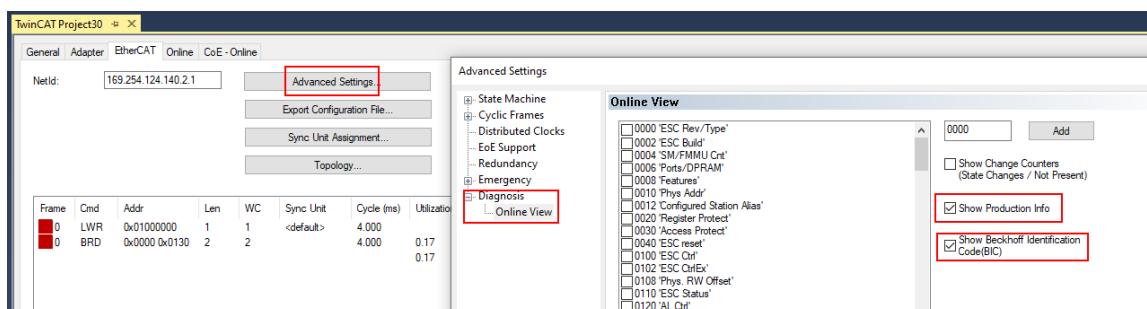 TwinCAT Project30
General Adapter EtherCAT Online CoE - Online
NetId: 169.254.124.140.2.1
Advanced Settings...
Export Configuration File...
Sync Unit Assignment...
Topology...
Frame Cmd Addr Len WC Sync Unit Cycle (ms) Utilizatio
0 LWR 0x01000000 1 1 <default> 4.000
0 BRD 0x0000 0x0130 2 2 4.000 0.17
0.17
Advanced Settings
State Machine
Cyclic Frames
Distributed Clocks
EoE Support
Redundancy
Emergency
Diagnosis
Online View
Online View
0000 'ESC Rev/Type'
0002 'ESC Build'
0004 'SM/FMMU Cnt'
0006 'Ports/DPRAM'
0008 'Features'
0010 'Phys Addr'
0012 'Configured Station Alias'
0020 'Register Protect'
0030 'Access Protect'
0040 'ESC reset'
0100 'ESC Ctrl'
0102 'ESC CtrlEx'
0108 'Phys. RW Offset'
0110 'ESC Status'
0120 'AL Ctrl'
0000 Add
Show Change Counters
(State Changes / Not Present)
Show Production Info
Show Beckhoff Identification
Code(BIC)